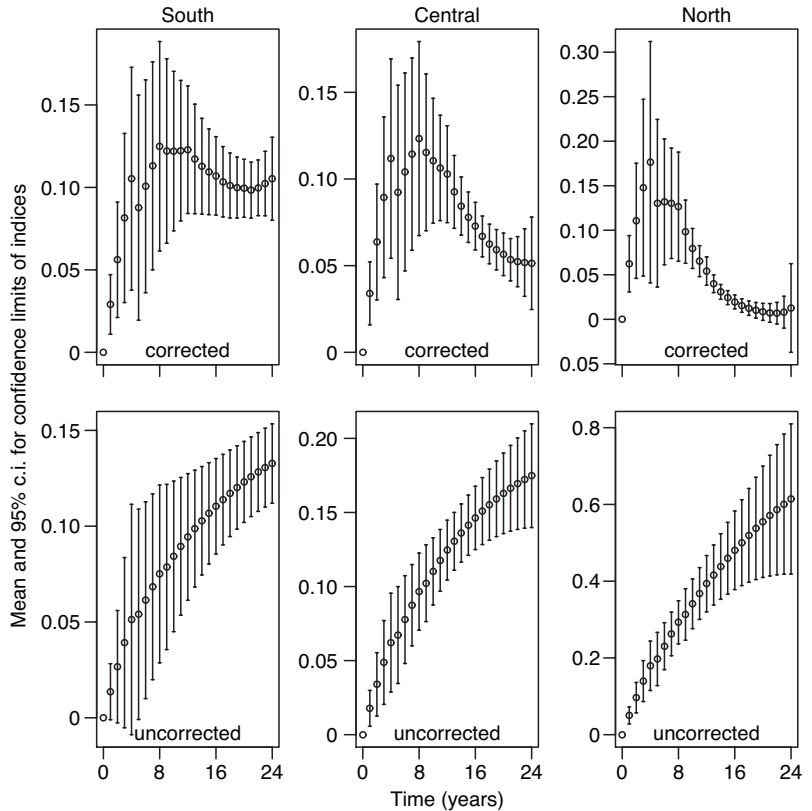 South Central North
Mean and 95% c.i. for confidence limits of indices
0.15
0.10
0.05
0
corrected
0.15
0.10
0.05
0
corrected
0.30
0.25
0.20
0.15
0.10
0.05
0
0.05
corrected
0.15
0.10
0.05
0
uncorrected
0 8 16 24
0.20
0.15
0.10
0.05
0
uncorrected
0 8 16 24
0.8
0.6
0.4
0.2
0
uncorrected
0 8 16 24
Time (years)